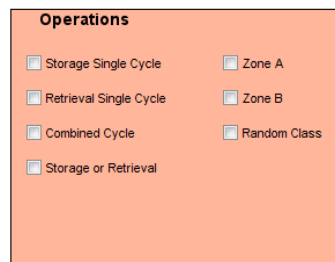 Operations
Storage Single Cycle
Zone A
Retrieval Single Cycle
Zone B
Combined Cycle
Random Class
Storage or Retrieval